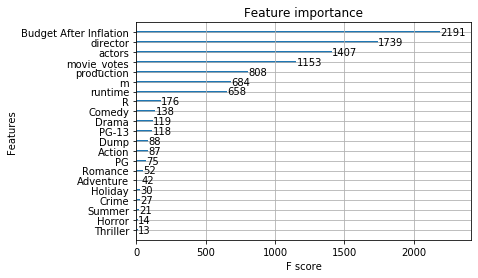 Feature importance
Budget After Inflation 2191
director 1739
actors 1407
movie_votes 1153
production 808
m 684
runtime 658
R 176
Comedy 138
Drama 119
PG-13 118
Dump 88
Action 87
PG 75
Romance 52
Adventure 42
Holiday 30
Crime 27
Summer 21
Horror 14
Thriller 13
Features
0 500 1000 1500 2000
F score